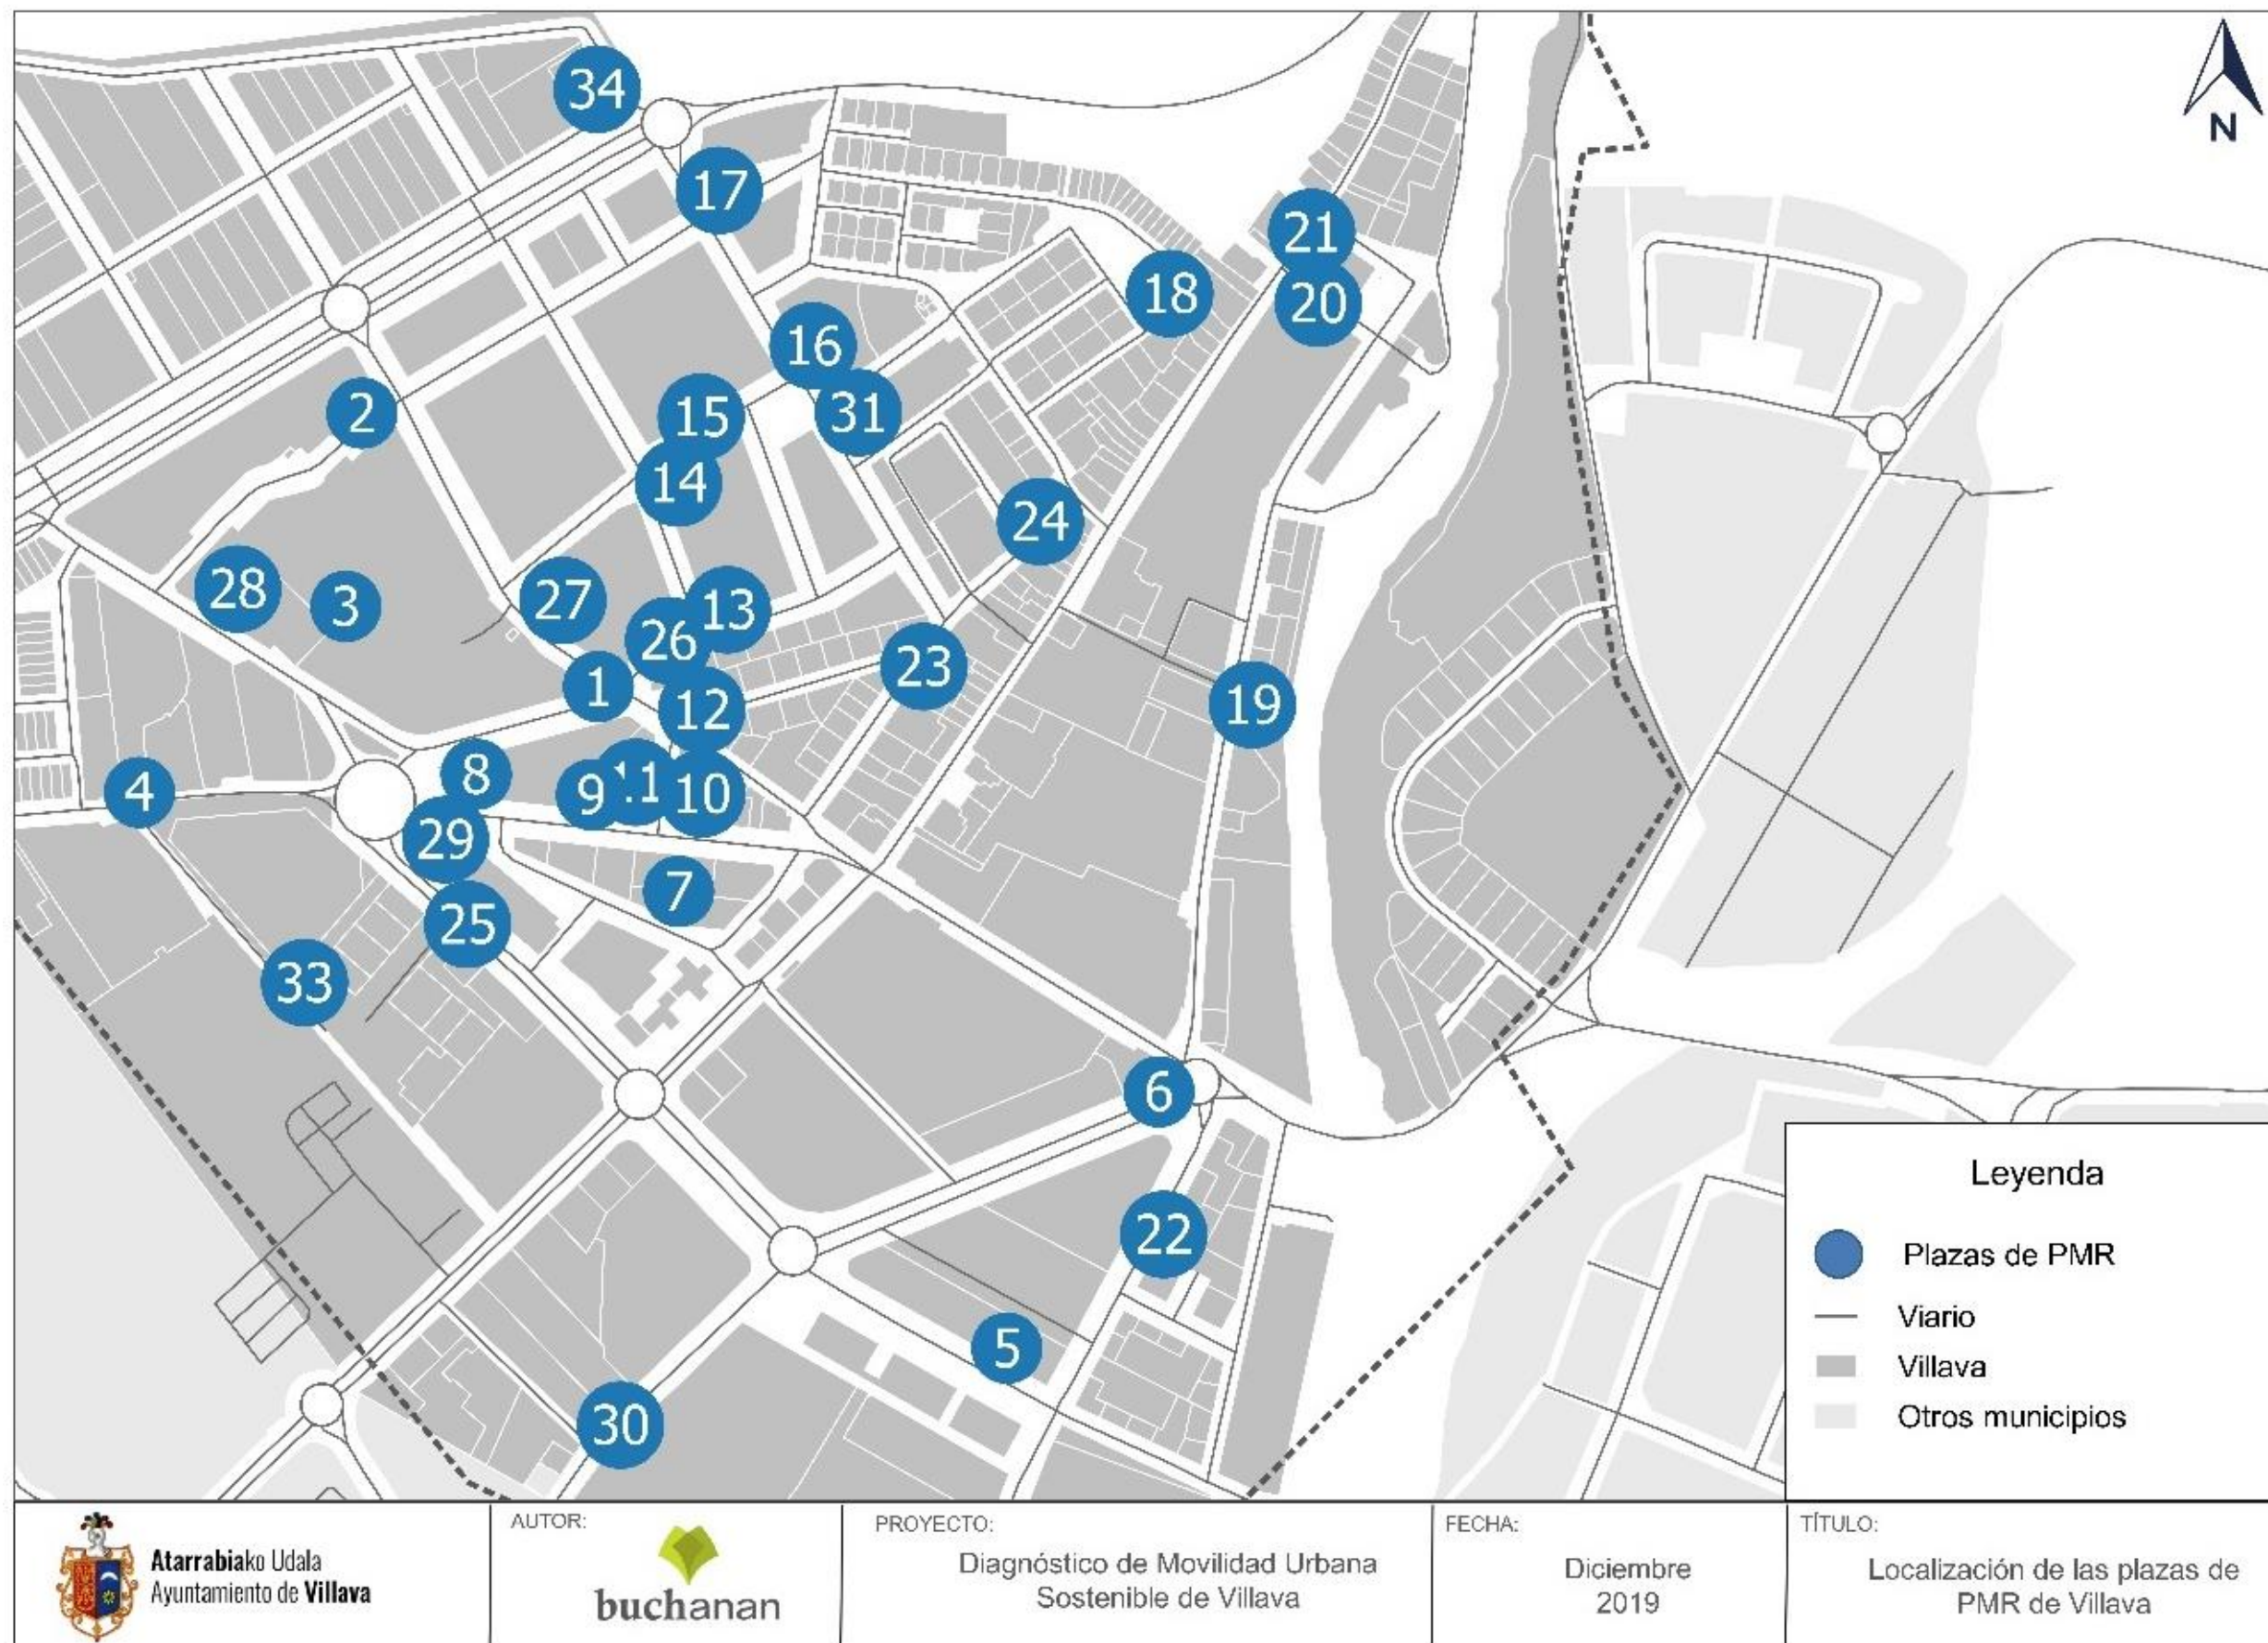 34
N
17
21
18
20
16
2
15
31
14
24
28
3
27
13
26
23
1
12
19
8
4
9
11
10
29
7
25
33
6
22
5
30
Leyenda
Plazas de PMR
Viario
Villava
Otros municipios
Atarrabiako Udala
Ayuntamiento de Villava
AUTOR:
buchanan
PROYECTO:
Diagnóstico de Movilidad Urbana
Sostenible de Villava
FECHA:
Diciembre
2019
TÍTULO:
Localización de las plazas de
PMR de Villava